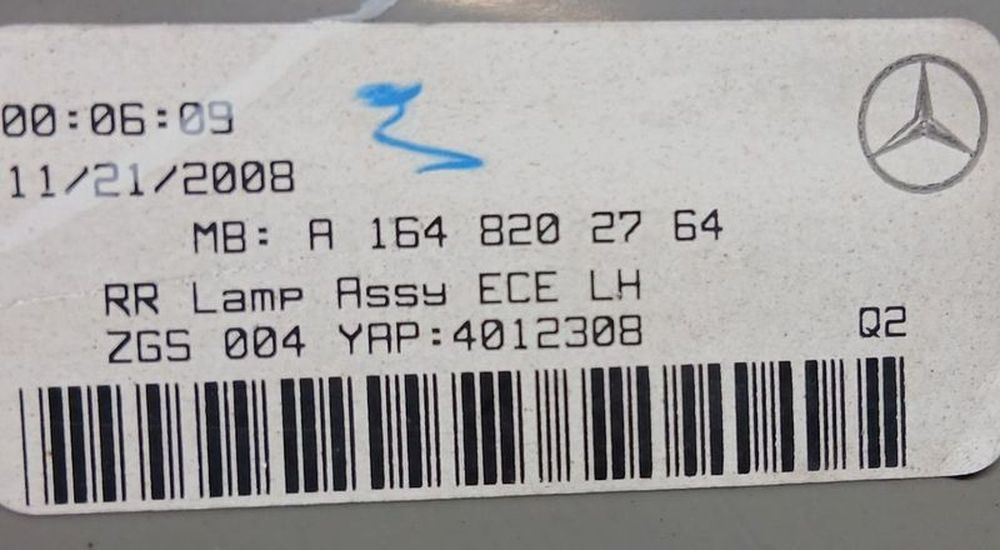 00:06:09
11/21/2008
MB: A 164 820 27 64
RR Lamp Assy ECE LH
ZGS 004 YAP:4012308
Q2